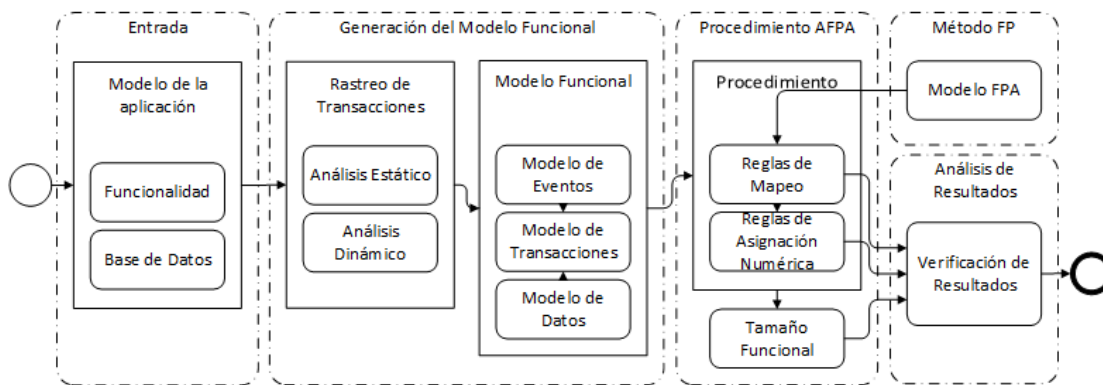 Entrada
Modelo de la
aplicación
Funcionalidad
Base de Datos
Generación del Modelo Funcional
Rastreo de
Transacciones
Análisis Estático
Análisis
Dinámico
Modelo Funcional
Modelo de
Eventos
Modelo de
Transacciones
Modelo de
Datos
Procedimiento AFPA
Procedimiento
Reglas de
Mapeo
Reglas de
Asignación
Numérica
Tamaño
Funcional
Método FP
Modelo FPA
Análisis de
Resultados
Verificación de
Resultados